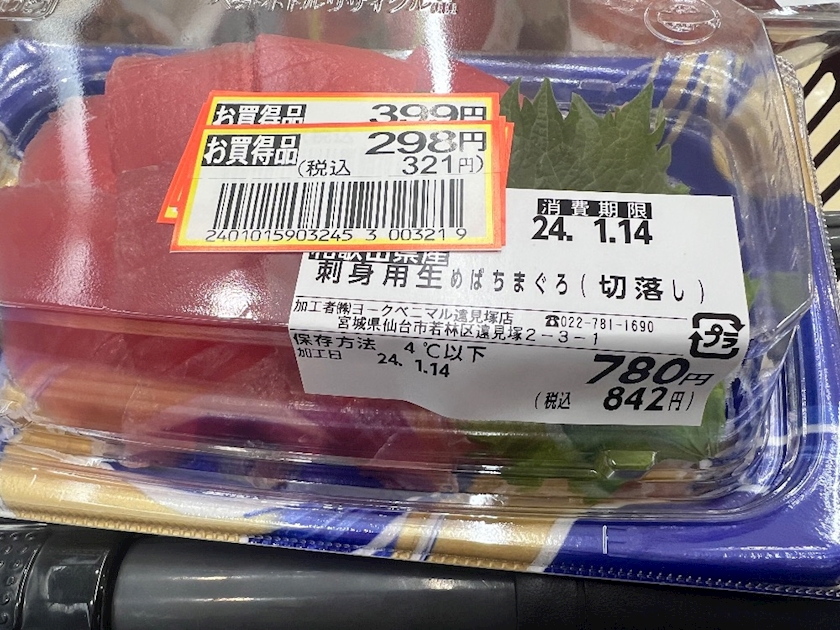 お買得品 399円
お買得品 298円
(税込 321円)
2401015903245 3 00321 9
消費期限
24. 1.14
和歌山県産
刺身用生めばちまぐろ(切落し)
加工者㈱ヨークベニマル遠見塚店
宮城県仙台市若林区遠見塚2-3-1 ☎022-781-1690
プラ
保存方法 4℃以下
加工日 24. 1.14
780円
(税込 842円)